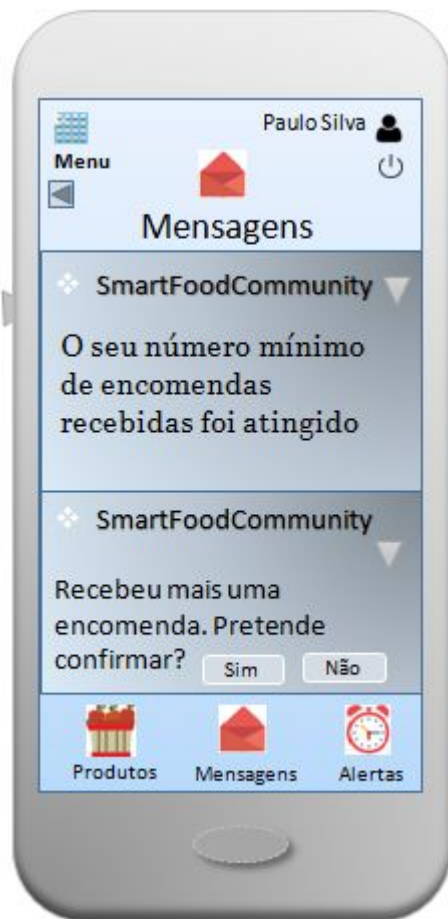 Paulo Silva
Menu
Mensagens
SmartFoodCommunity
O seu número mínimo
de encomendas
recebidas foi atingido
SmartFoodCommunity
Recebeu mais uma
encomenda. Pretende
confirmar? Sim Não
Produtos Mensagens Alertas